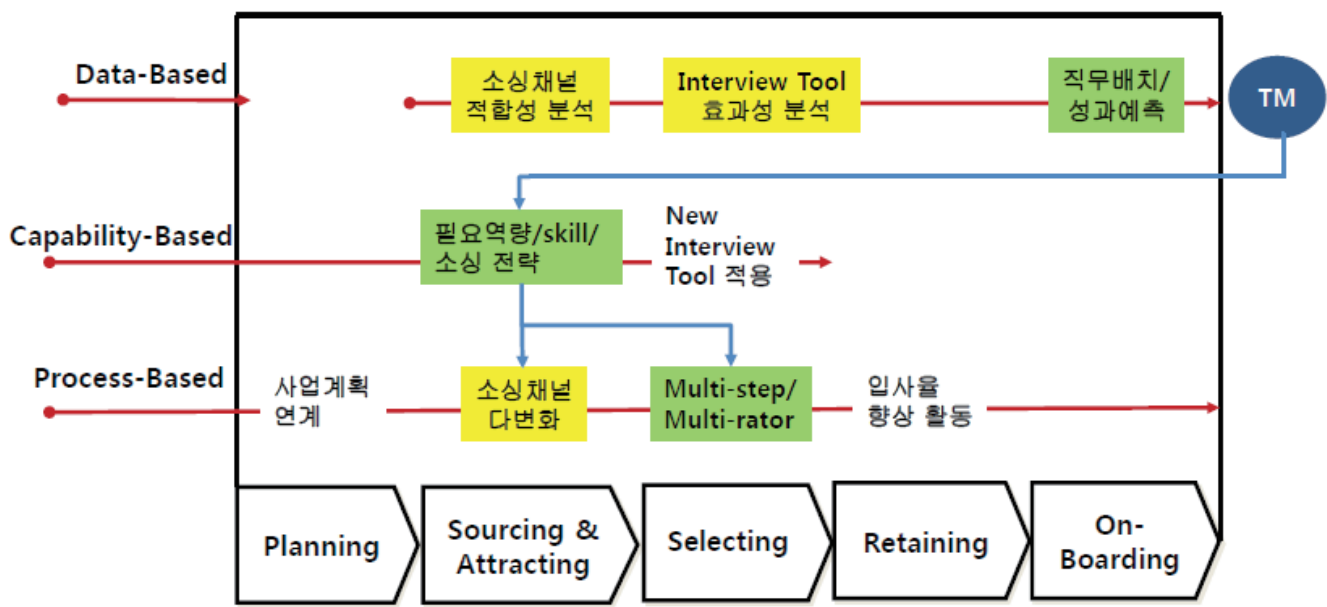 Data-Based
소싱채널
적합성 분석
Interview Tool
효과성 분석
직무배치/
성과예측
TM
Capability-Based
필요역량/skill/
소싱 전략
New
Interview
Tool 적용
Process-Based
사업계획
연계
소싱채널
다변화
Multi-step/
Multi-rator
입사율
향상 활동
Planning
Sourcing &
Attracting
Selecting
Retaining
On-
Boarding